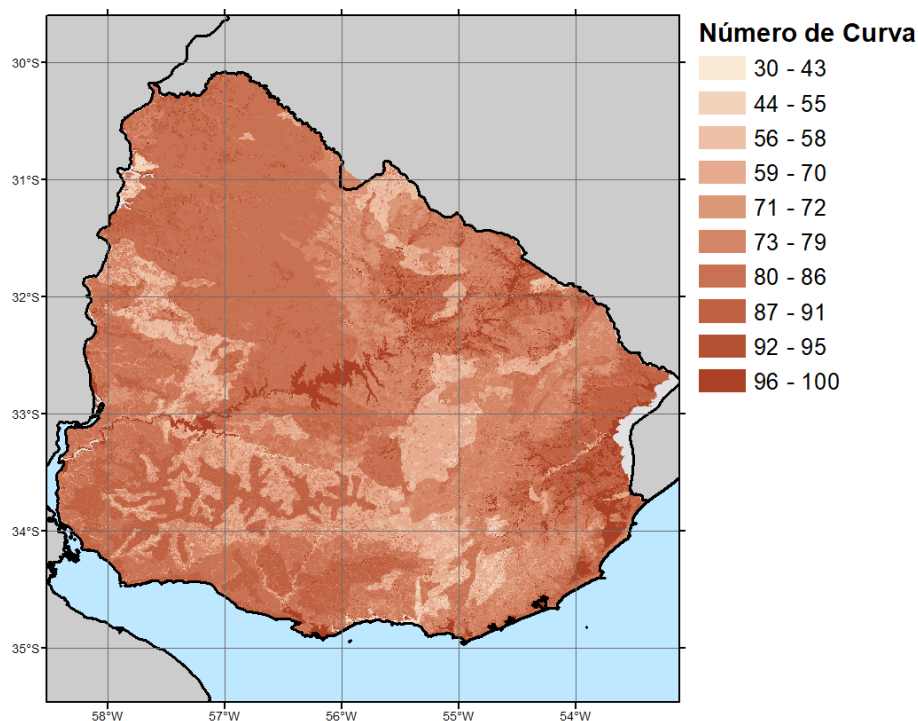 Número de Curva
30 - 43
44 - 55
56 - 58
59 - 70
71 - 72
73 - 79
80 - 86
87 - 91
92 - 95
96 - 100
30°S
31°S
32°S
33°S
34°S
35°S
58°W
57°W
56°W
55°W
54°W